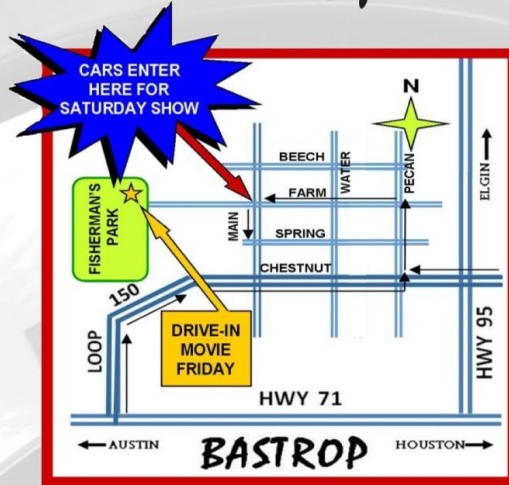 CARS ENTER
HERE FOR
SATURDAY SHOW
N
BEECH
WATER
PECAN
ELGIN
FISHERMAN'S
PARK
FARM
MAIN
SPRING
CHESTNUT
150
LOOP
DRIVE-IN
MOVIE
FRIDAY
HWY 95
HWY 71
AUSTIN
BASTROP
HOUSTON